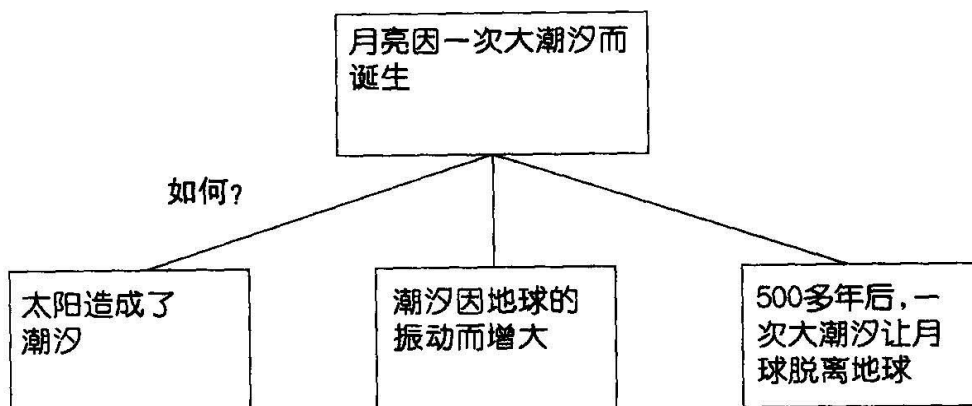 月亮因一次大潮汐而
诞生
如何?
太阳造成了
潮汐
潮汐因地球的
振动而增大
500多年后,一
次大潮汐让月
球脱离地球